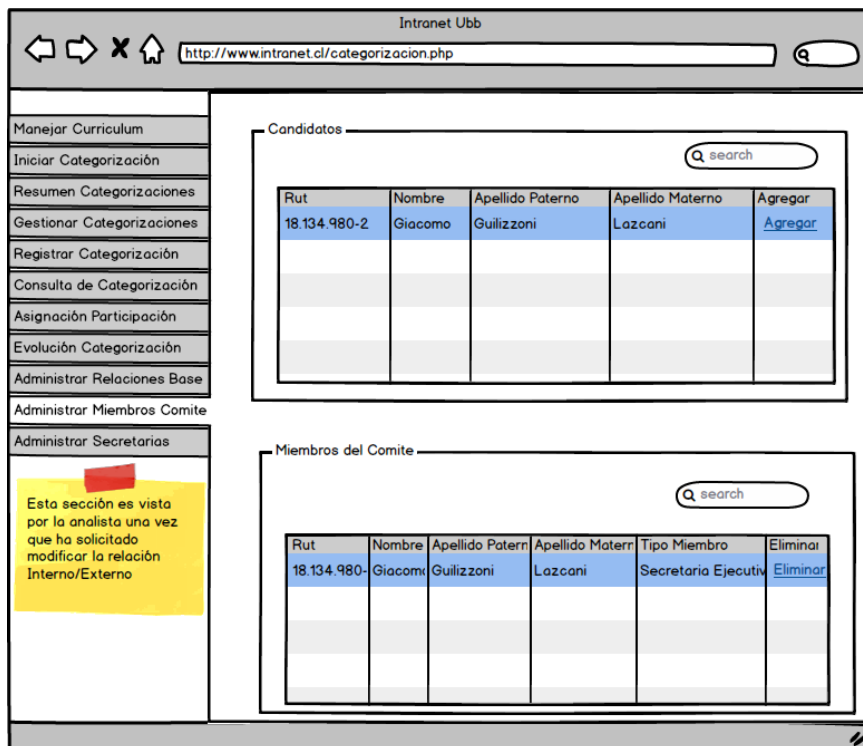 Intranet Ubb
http://www.intranet.cl/categorizacion.php
Manejar Curriculum
Iniciar Categorización
Resumen Categorizaciones
Gestionar Categorizaciones
Registrar Categorización
Consulta de Categorización
Asignación Participación
Evolución Categorización
Administrar Relaciones Base
Administrar Miembros Comite
Administrar Secretarias
Esta sección es vista
por la analista una vez
que ha solicitado
modificar la relación
Interno/Externo
Candidatos
search
Rut Nombre Apellido Paterno Apellido Materno Agregar
18.134.980-2 Giacomo Guilizzoni Lazcani Agregar
Miembros del Comite
search
Rut Nombre Apellido Patern Apellido Matern Tipo Miembro Eliminar
18.134.980- Giacomo Guilizzoni Lazcani Secretaria Ejecutiv Eliminar